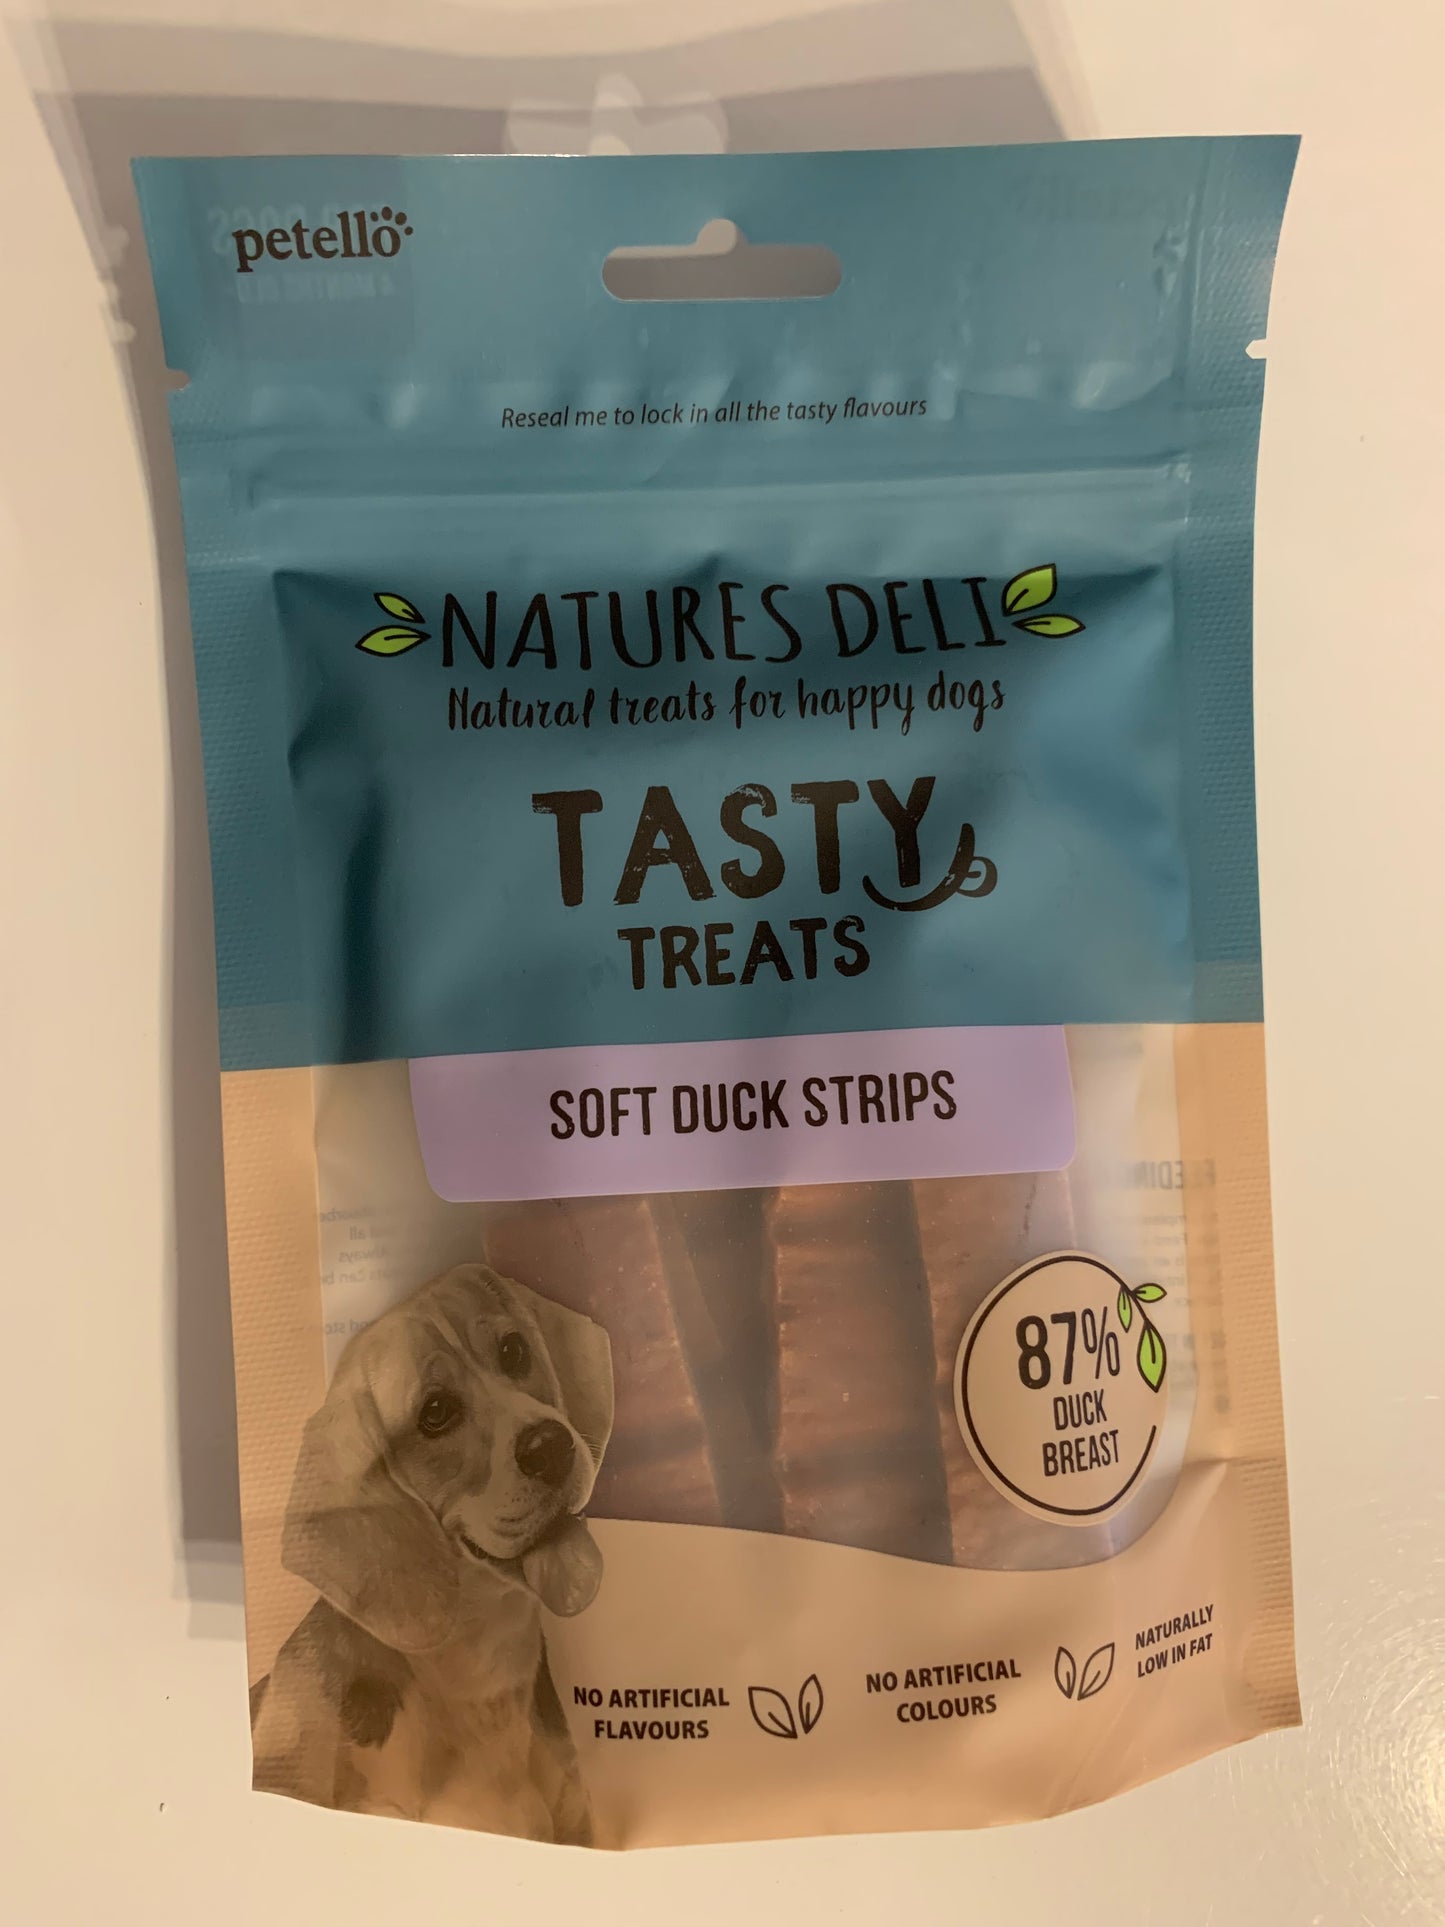 petello
Reseal me to lock in all the tasty flavours
NATURES DELI
Natural treats for happy dogs
TASTY
TREATS
SOFT DUCK STRIPS
87%
DUCK
BREAST
NO ARTIFICIAL
FLAVOURS
NO ARTIFICIAL
COLOURS
NATURALLY
LOW IN FAT